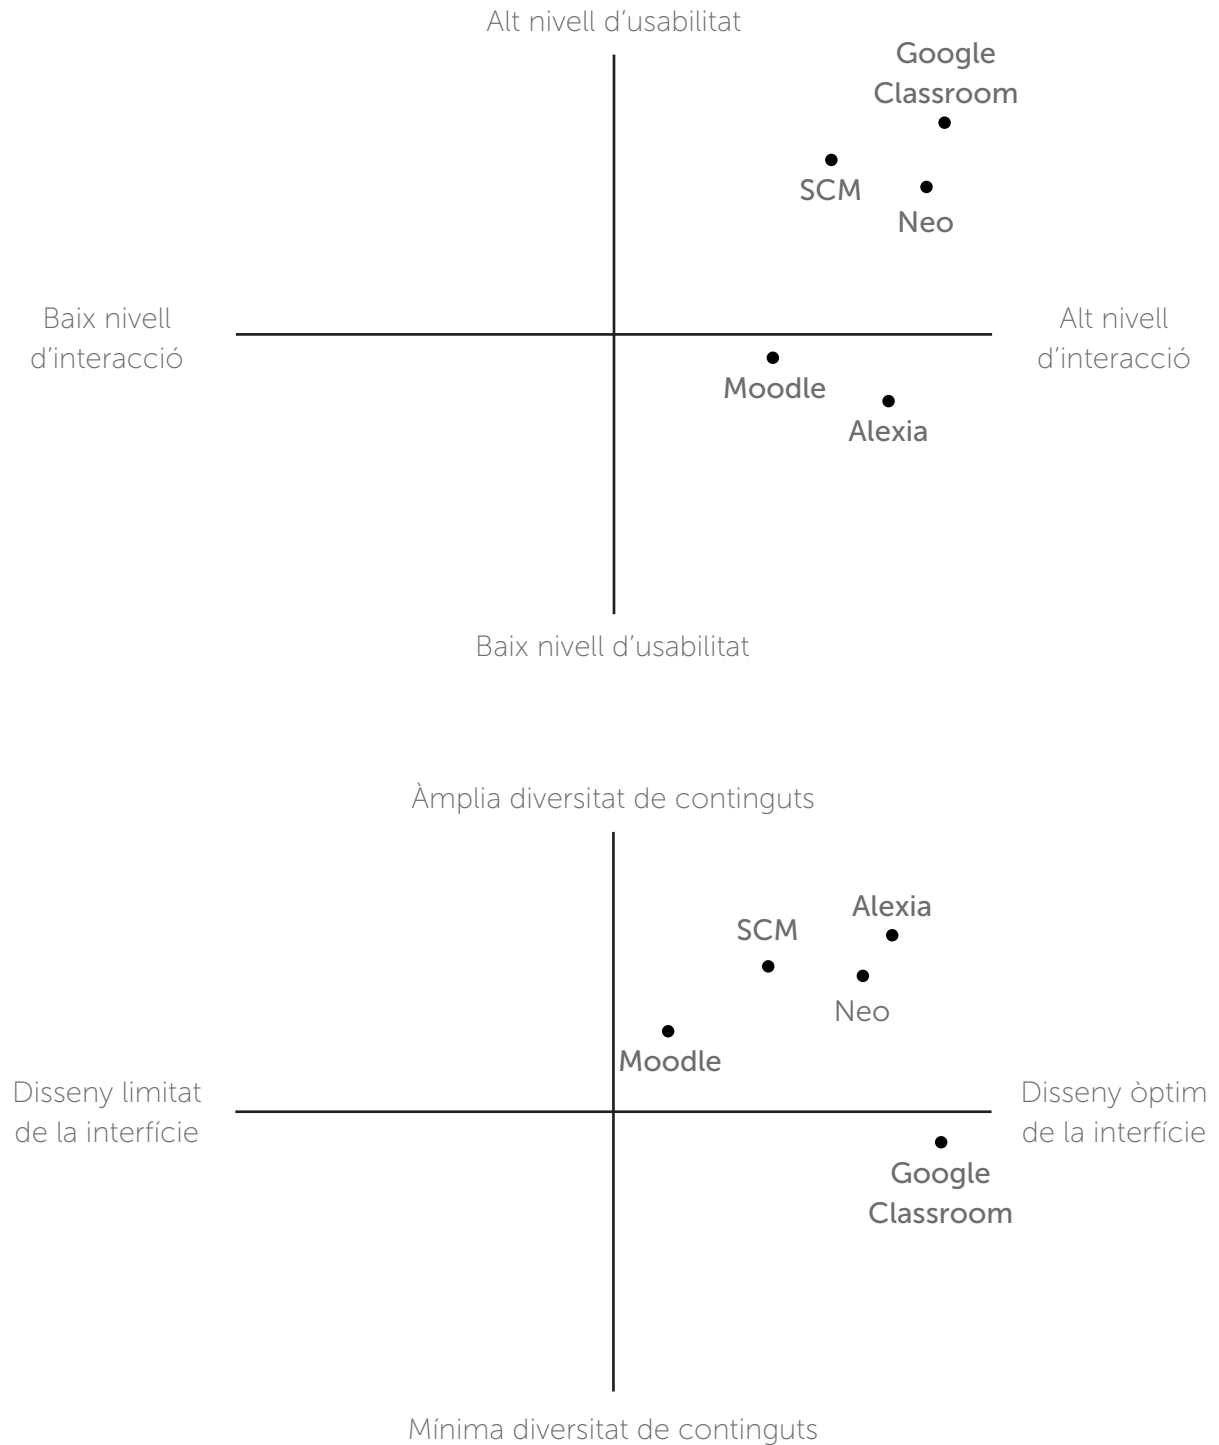 Alt nivell d’usabilitat
Google
Classroom
SCM
Neo
Baix nivell
d’interacció
Alt nivell
d’interacció
Moodle
Alexia
Baix nivell d’usabilitat
Àmplia diversitat de continguts
Alexia
SCM
Neo
Moodle
Disseny limitat
de la interfície
Disseny òptim
de la interfície
Google
Classroom
Mínima diversitat de continguts